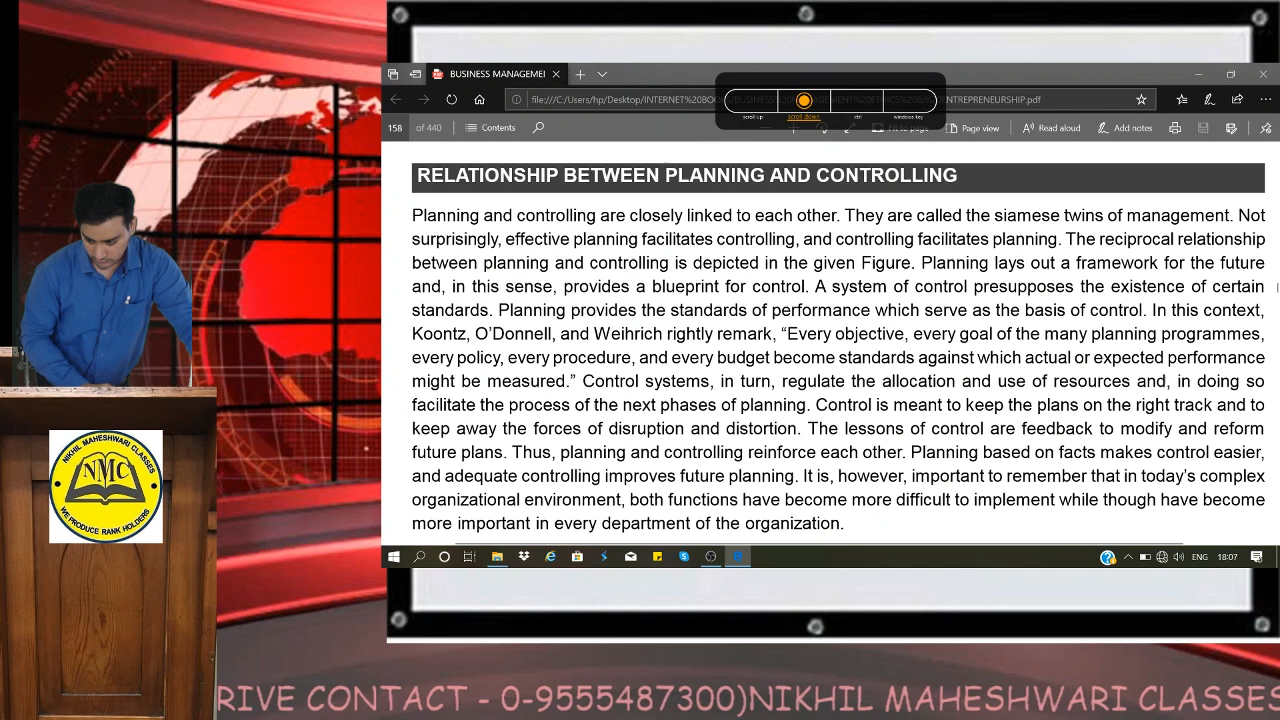 BUSINESS MANAGEMEI
file:///C:/Users/hp/Desktop/INTERNET%20BOO
ENTREPRENEURSHIP.pdf
scroll up scroll down ctrl windows key
158 of 440 Contents Page view Read aloud Add notes
RELATIONSHIP BETWEEN PLANNING AND CONTROLLING
Planning and controlling are closely linked to each other. They are called the siamese twins of management. Not
surprisingly, effective planning facilitates controlling, and controlling facilitates planning. The reciprocal relationship
between planning and controlling is depicted in the given Figure. Planning lays out a framework for the future
and, in this sense, provides a blueprint for control. A system of control presupposes the existence of certain
standards. Planning provides the standards of performance which serve as the basis of control. In this context,
Koontz, O’Donnell, and Weihrich rightly remark, “Every objective, every goal of the many planning programmes,
every policy, every procedure, and every budget become standards against which actual or expected performance
might be measured.” Control systems, in turn, regulate the allocation and use of resources and, in doing so
facilitate the process of the next phases of planning. Control is meant to keep the plans on the right track and to
keep away the forces of disruption and distortion. The lessons of control are feedback to modify and reform
future plans. Thus, planning and controlling reinforce each other. Planning based on facts makes control easier,
and adequate controlling improves future planning. It is, however, important to remember that in today’s complex
organizational environment, both functions have become more difficult to implement while though have become
more important in every department of the organization.
ENG 18:07
NIKHIL MAHESHWARI CLASSES
NMC
WE PRODUCE RANK HOLDERS
RIVE CONTACT - 0-9555487300)NIKHIL MAHESHWARI CLASSES